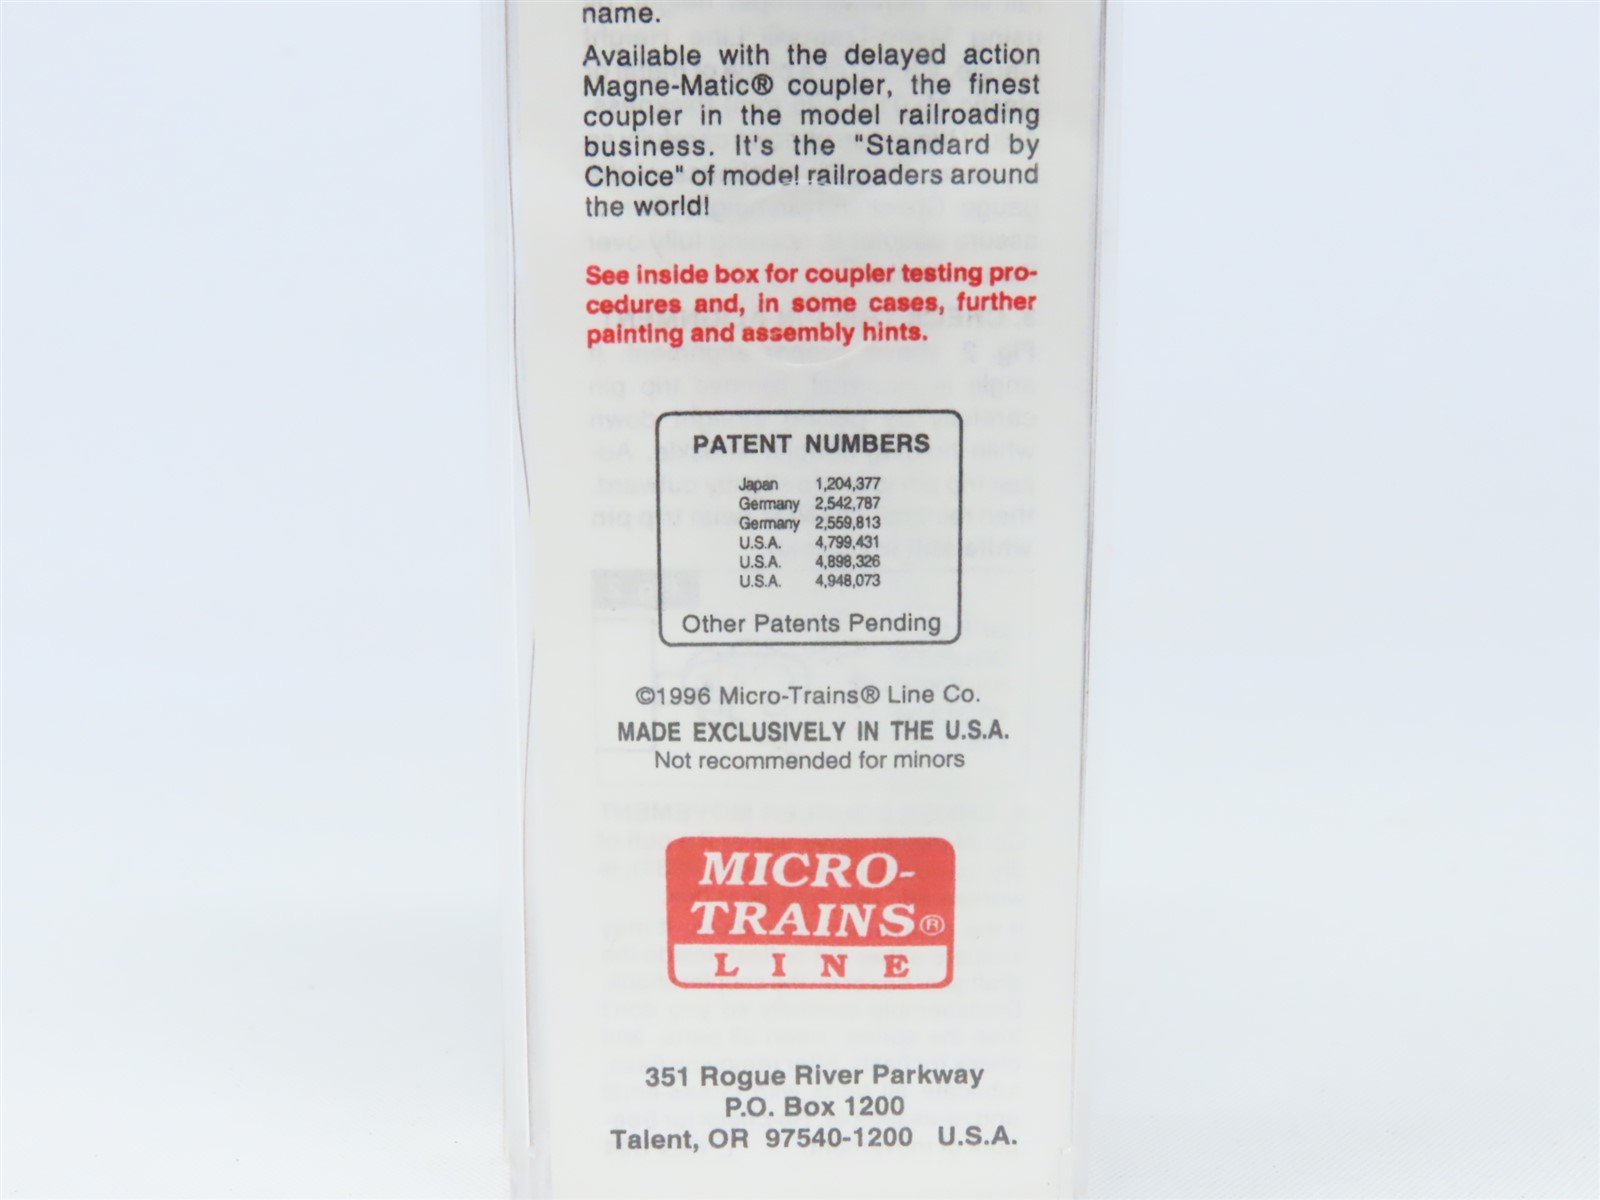 name.
Available with the delayed action
Magne-Matic® coupler, the finest
coupler in the model railroading
business. It's the "Standard by
Choice" of model railroaders around
the world!
See inside box for coupler testing pro-
cedures and, in some cases, further
painting and assembly hints.
PATENT NUMBERS
Japan 1,204,377
Germany 2,542,787
Germany 2,559,813
U.S.A. 4,799,431
U.S.A. 4,898,326
U.S.A. 4,948,073
Other Patents Pending
©1996 Micro-Trains® Line Co.
MADE EXCLUSIVELY IN THE U.S.A.
Not recommended for minors
MICRO-
TRAINS®
LINE
351 Rogue River Parkway
P.O. Box 1200
Talent, OR 97540-1200 U.S.A.